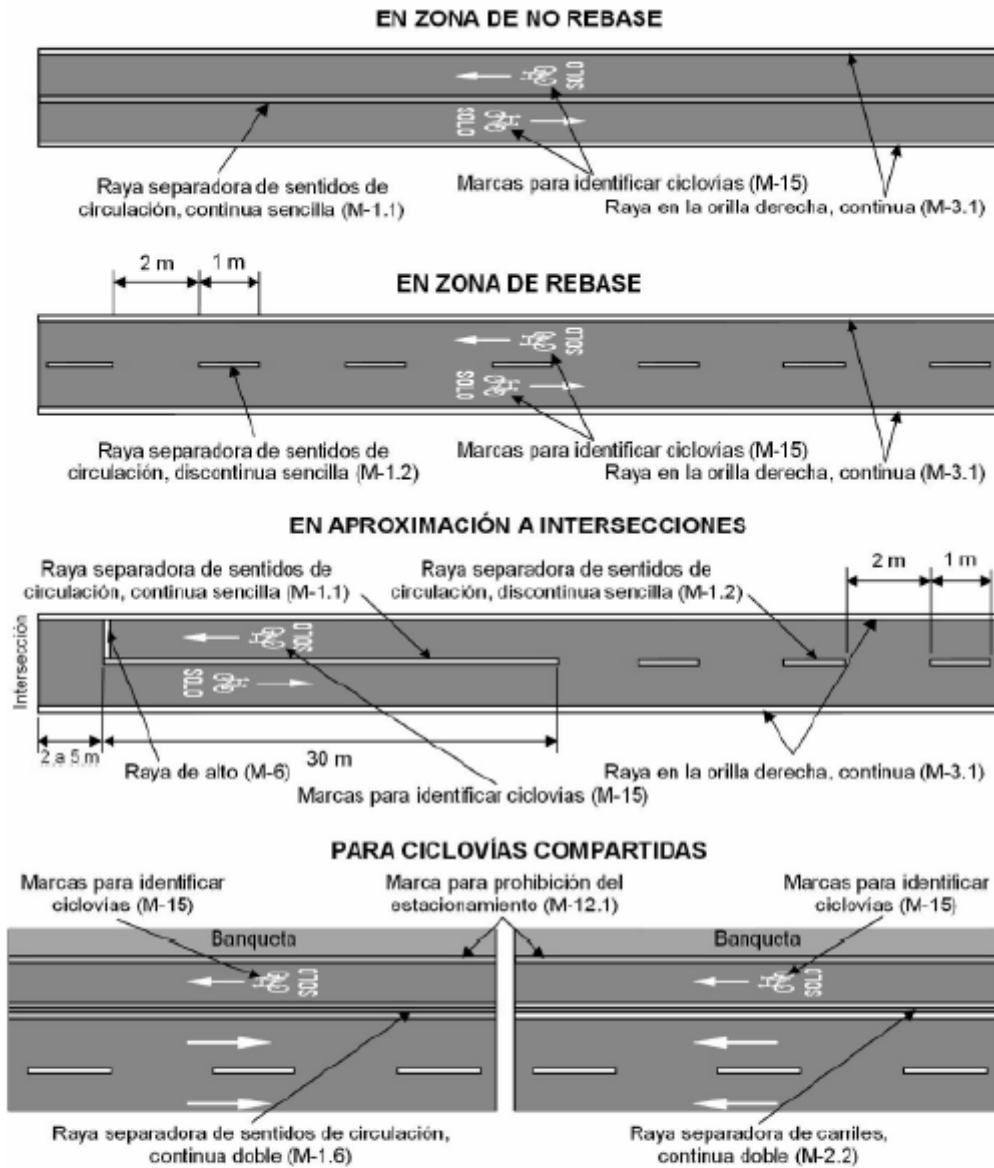 EN ZONA DE NO REBASE
SOLO
SOLO
Raya separadora de sentidos de
circulación, continua sencilla (M-1.1)
Marcas para identificar ciclovías (M-15)
Raya en la orilla derecha, continua (M-3.1)
2 m
1 m
EN ZONA DE REBASE
SOLO
SOLO
Raya separadora de sentidos de
circulación, discontinua sencilla (M-1.2)
Marcas para identificar ciclovías (M-15)
Raya en la orilla derecha, continua (M-3.1)
EN APROXIMACIÓN A INTERSECCIONES
Raya separadora de sentidos de
circulación, continua sencilla (M-1.1)
Raya separadora de sentidos de
circulación, discontinua sencilla (M-1.2)
2 m
1 m
Intersección
SOLO
SOLO
2 a 5 m
30 m
Raya de alto (M-6)
Marcas para identificar ciclovías (M-15)
Raya en la orilla derecha, continua (M-3.1)
PARA CICLOVÍAS COMPARTIDAS
Marcas para identificar
ciclovías (M-15)
Marca para prohibición del
estacionamiento (M-12.1)
Marcas para identificar
ciclovías (M-15)
Banqueta
Banqueta
SOLO
SOLO
Raya separadora de sentidos de circulación,
continua doble (M-1.6)
Raya separadora de carriles,
continua doble (M-2.2)